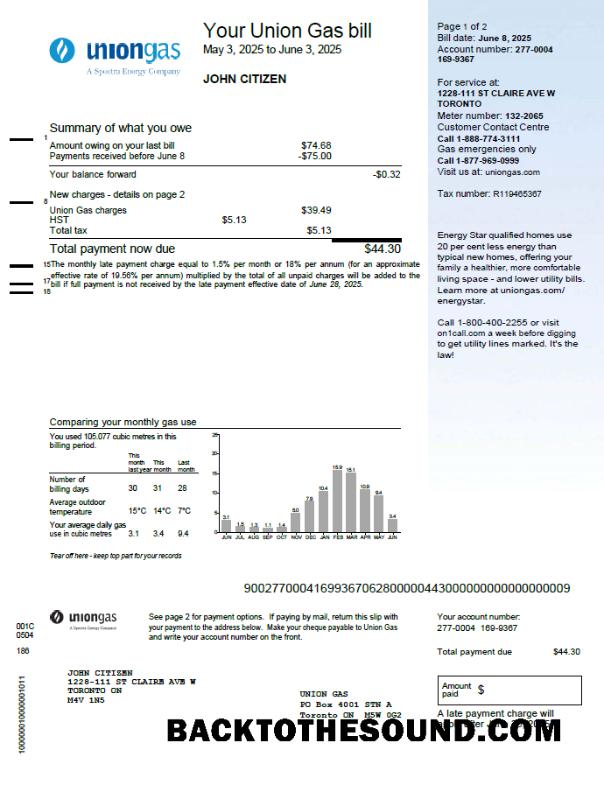 uniongas
A Spectra Energy Company
Your Union Gas bill
May 3, 2025 to June 3, 2025
JOHN CITIZEN
Page 1 of 2
Bill date: June 8, 2025
Account number: 277-0004
169-9367
For service at:
1228-111 ST CLAIRE AVE W
TORONTO
Meter number: 132-2065
Customer Contact Centre
Call 1-888-774-3111
Gas emergencies only
Call 1-877-969-0999
Visit us at: uniongas.com
Tax number: R119465367
Energy Star qualified homes use
20 per cent less energy than
typical new homes, offering your
family a healthier, more comfortable
living space - and lower utility bills.
Learn more at uniongas.com/
energystar.
Call 1-800-400-2255 or visit
on1call.com a week before digging
to get utility lines marked. It's the
law!
Summary of what you owe
1
Amount owing on your last bill $74.68
Payments received before June 8 -$75.00
Your balance forward -$0.32
New charges - details on page 2
8
Union Gas charges $39.49
HST $5.13
Total tax $5.13
Total payment now due $44.30
15 The monthly late payment charge equal to 1.5% per month or 18% per annum (for an approximate
17 effective rate of 19.56% per annum) multiplied by the total of all unpaid charges will be added to the
18 bill if full payment is not received by the late payment effective date of June 28, 2025.
Comparing your monthly gas use
You used 105.077 cubic metres in this
billing period.
This month last year This month Last month
Number of
billing days 30 31 28
Average outdoor
temperature 15°C 14°C 7°C
Your average daily gas
use in cubic metres 3.1 3.4 9.4
25
20
15
10
5
0
3.1 1.5 1.3 1.1 1.4 5.0 7.9 10.4 15.9 15.1 10.9 9.4 3.4
JUN JUL AUG SEP OCT NOV DEC JAN FEB MAR APR MAY JUN
Tear off here - keep top part for your records
9002770004169936706280000044300000000000000009
001C
0504
186
uniongas
A Spectra Energy Company
See page 2 for payment options. If paying by mail, return this slip with
your payment to the address below. Make your cheque payable to Union Gas
and write your account number on the front.
Your account number:
277-0004 169-9367
Total payment due $44.30
JOHN CITIZEN
1228-111 ST CLAIRE AVE W
TORONTO ON
M4V 1N5
UNION GAS
PO Box 4001 STN A
Toronto ON M5W 0G2
Amount
paid $
A late payment charge will
BACKTOTHESOUND.COM